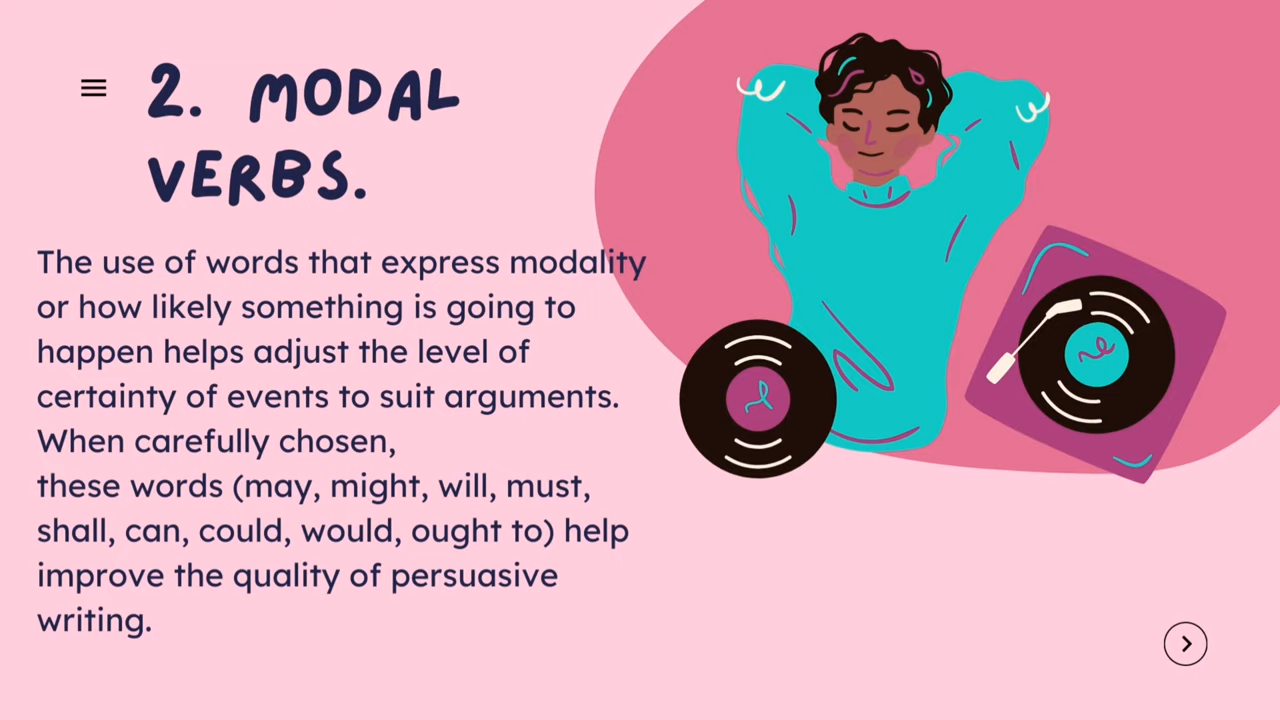 2. MODAL
VERBS.
The use of words that express modality
or how likely something is going to
happen helps adjust the level of
certainty of events to suit arguments.
When carefully chosen,
these words (may, might, will, must,
shall, can, could, would, ought to) help
improve the quality of persuasive
writing.